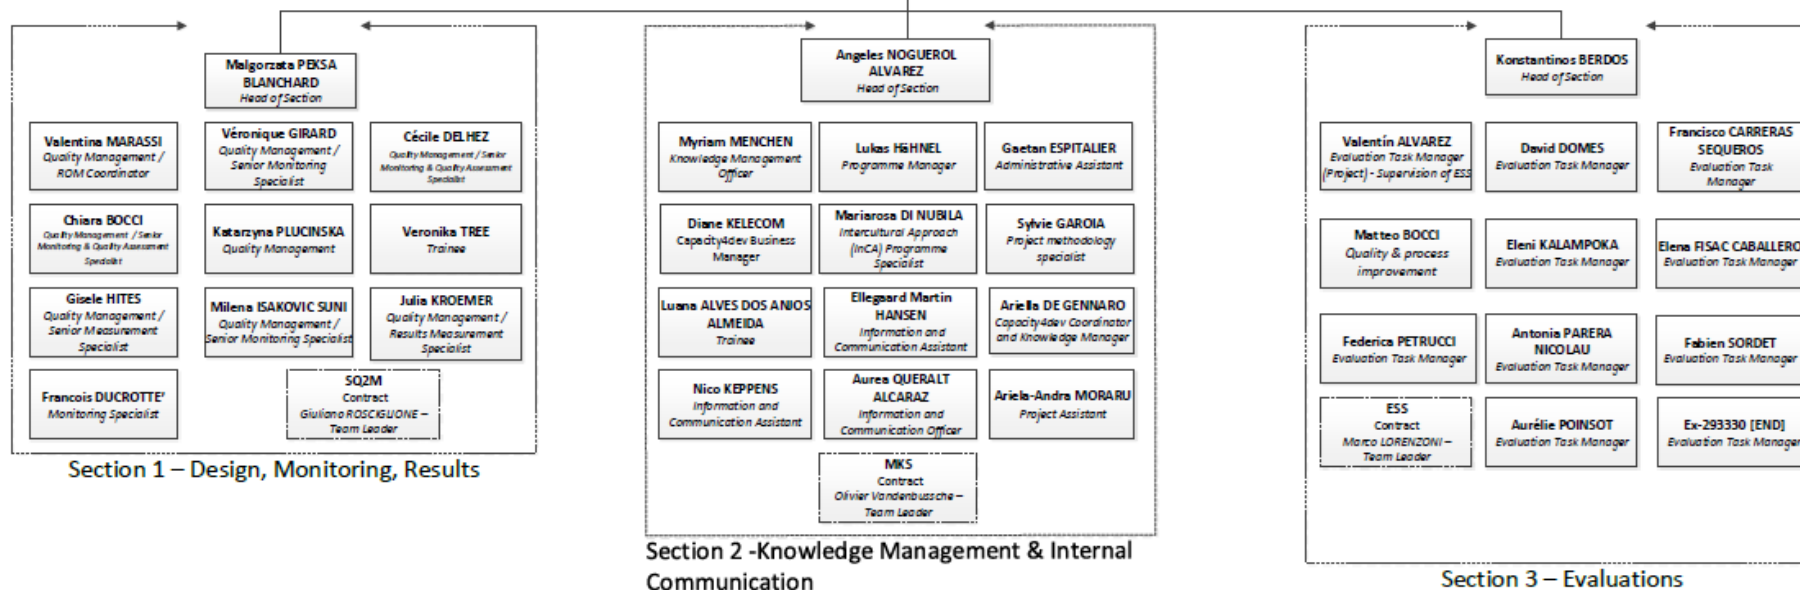 Malgorzata PEKSA
BLANCHARD
Head of Section
Valentina MARASSI
Quality Management /
ROM Coordinator
Véronique GIRARD
Quality Management /
Senior Monitoring
Specialist
Cécile DELHEZ
Quality Management / Senior
Monitoring & Quality Assessment
Specialist
Chiara BOCCI
Quality Management / Senior
Monitoring & Quality Assessment
Specialist
Katarzyna PLUCINSKA
Quality Management
Veronika TREE
Trainee
Gisele HITES
Quality Management /
Senior Measurement
Specialist
Milena ISAKOVIC SUNI
Quality Management /
Senior Monitoring Specialist
Julia KROEMER
Quality Management /
Results Measurement
Specialist
Francois DUCROTTE'
Monitoring Specialist
SQ2M
Contract
Giuliano ROSCIGLIONE –
Team Leader
Section 1 – Design, Monitoring, Results
Angeles NOGUEROL
ALVAREZ
Head of Section
Myriam MENCHEN
Knowledge Management
Officer
Lukas HäHNEL
Programme Manager
Gaetan ESPITALIER
Administrative Assistant
Diane KELECOM
Capacity4dev Business
Manager
Mariarosa DI NUBILA
Intercultural Approach
(InCA) Programme
Specialist
Sylvie GAROIA
Project methodology
specialist
Luana ALVES DOS ANJOS
ALMEIDA
Trainee
Ellegaard Martin
HANSEN
Information and
Communication Assistant
Ariella DE GENNARO
Capacity4dev Coordinator
and Knowledge Manager
Nico KEPPENS
Information and
Communication Assistant
Aurea QUERALT
ALCARAZ
Information and
Communication Officer
Ariela-Andra MORARU
Project Assistant
MKS
Contract
Olivier Vandenbussche –
Team Leader
Section 2 -Knowledge Management & Internal
Communication
Konstantinos BERDOS
Head of Section
Valentín ALVAREZ
Evaluation Task Manager
(Project) - Supervision of ESS
David DOMES
Evaluation Task Manager
Francisco CARRERAS
SEQUEROS
Evaluation Task
Manager
Matteo BOCCI
Quality & process
improvement
Eleni KALAMPOKA
Evaluation Task Manager
Elena FISAC CABALLERO
Evaluation Task Manager
Federica PETRUCCI
Evaluation Task Manager
Antonia PARERA
NICOLAU
Evaluation Task Manager
Fabien SORDET
Evaluation Task Manager
ESS
Contract
Marco LORENZONI –
Team Leader
Aurélie POINSOT
Evaluation Task Manager
Ex-293330 [END]
Evaluation Task Manager
Section 3 – Evaluations